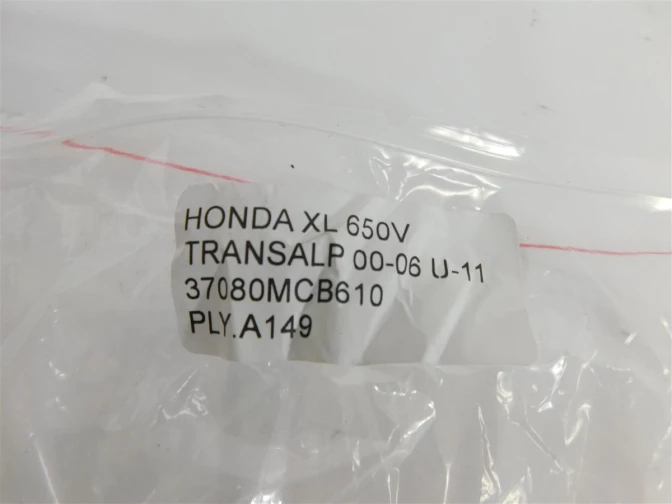 HONDA XL 650V
TRANSALP 00-06 U-11
37080MCB610
PLY.A149